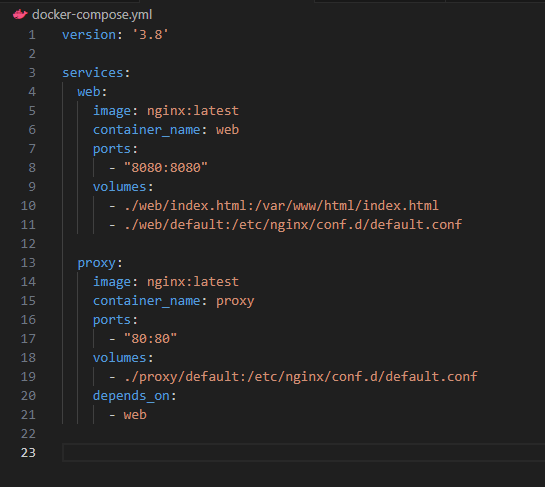 docker-compose.yml
1 version: '3.8'
2
3 services:
4   web:
5     image: nginx:latest
6     container_name: web
7     ports:
8       - "8080:8080"
9     volumes:
10       - ./web/index.html:/var/www/html/index.html
11       - ./web/default:/etc/nginx/conf.d/default.conf
12
13   proxy:
14     image: nginx:latest
15     container_name: proxy
16     ports:
17       - "80:80"
18     volumes:
19       - ./proxy/default:/etc/nginx/conf.d/default.conf
20     depends_on:
21       - web
22
23